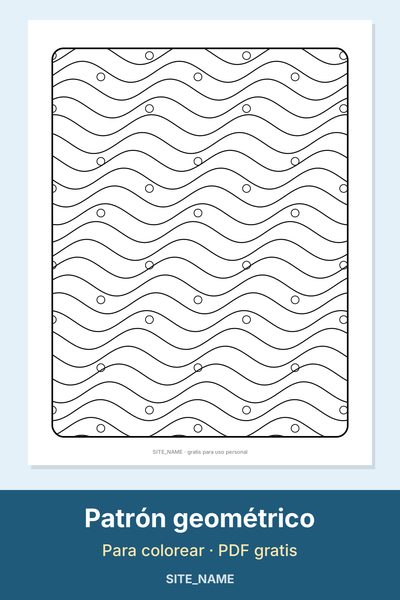 SITE_NAME · gratis para uso personal
Patrón geométrico
Para colorear · PDF gratis
SITE_NAME